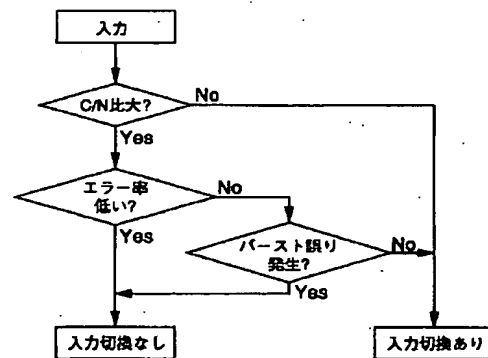 入力
C/N比大?
No
Yes
エラー率
低い?
No
Yes
バースト誤り
発生?
No
Yes
入力切換なし
入力切換あり